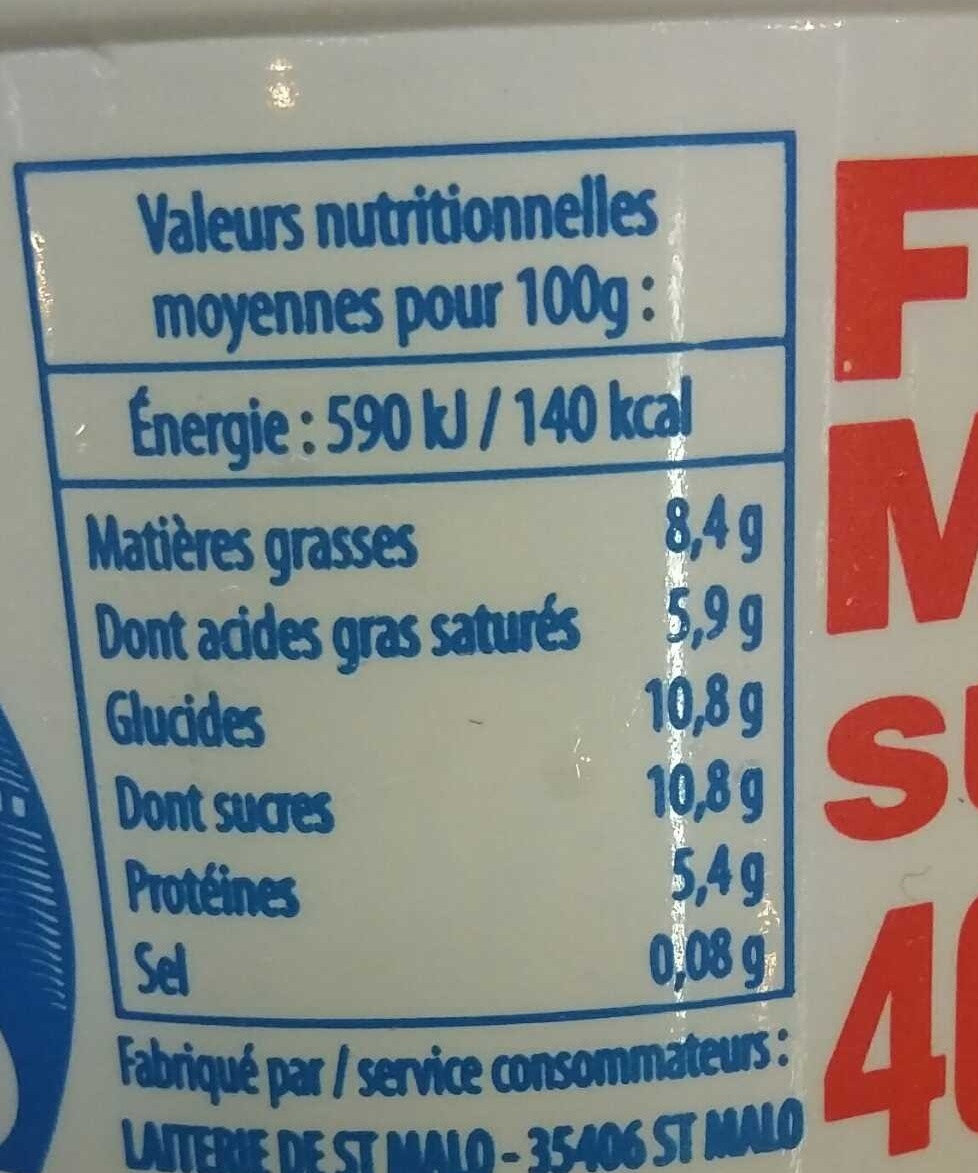 Valeurs nutritionnelles
moyennes pour 100g :
Énergie : 590 kJ / 140 kcal
Matières grasses 8,4 g
Dont acides gras saturés 5,9 g
Glucides 10,8 g
Dont sucres 10,8 g
Protéines 5,4 g
Sel 0,08 g
Fabriqué par / service consommateurs :
LAITERIE DE ST MALO - 35406 ST MALO